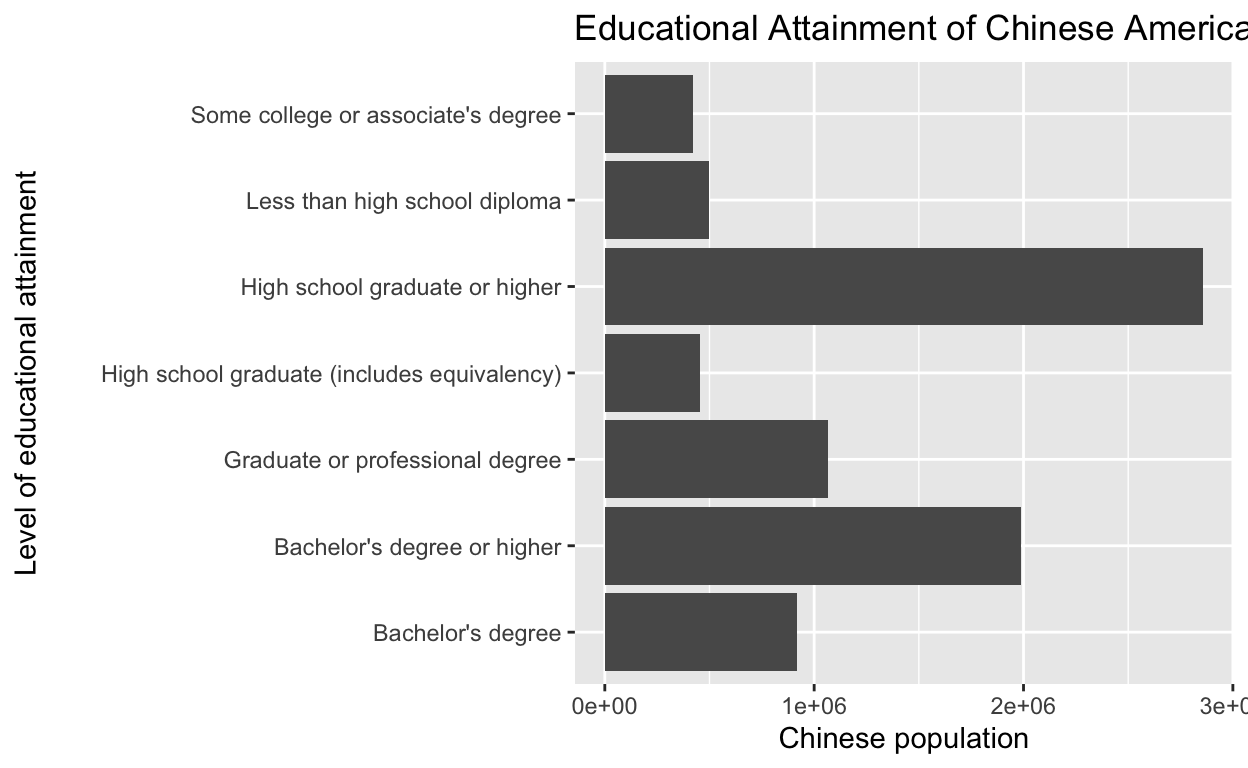 Educational Attainment of Chinese America
Some college or associate's degree
Less than high school diploma
High school graduate or higher
High school graduate (includes equivalency)
Graduate or professional degree
Bachelor's degree or higher
Bachelor's degree
Level of educational attainment
0e+00 1e+06 2e+06 3e+0
Chinese population